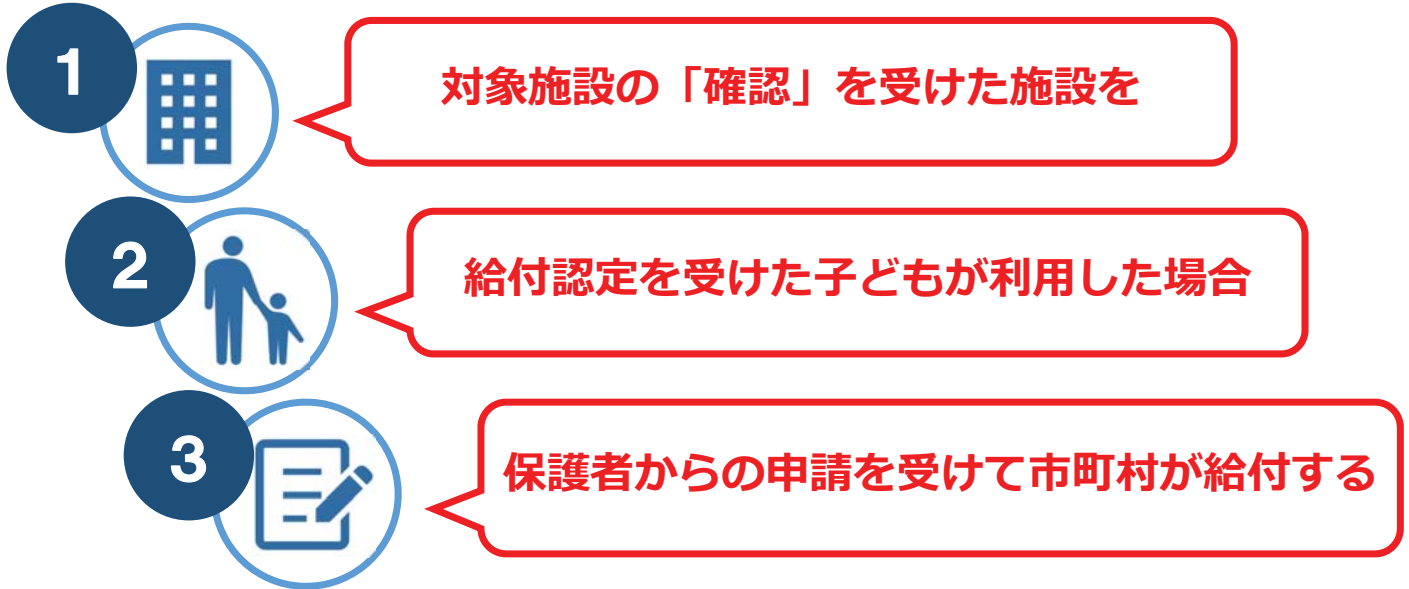 1
対象施設の「確認」を受けた施設を
2
給付認定を受けた子どもが利用した場合
3
保護者からの申請を受けて市町村が給付する